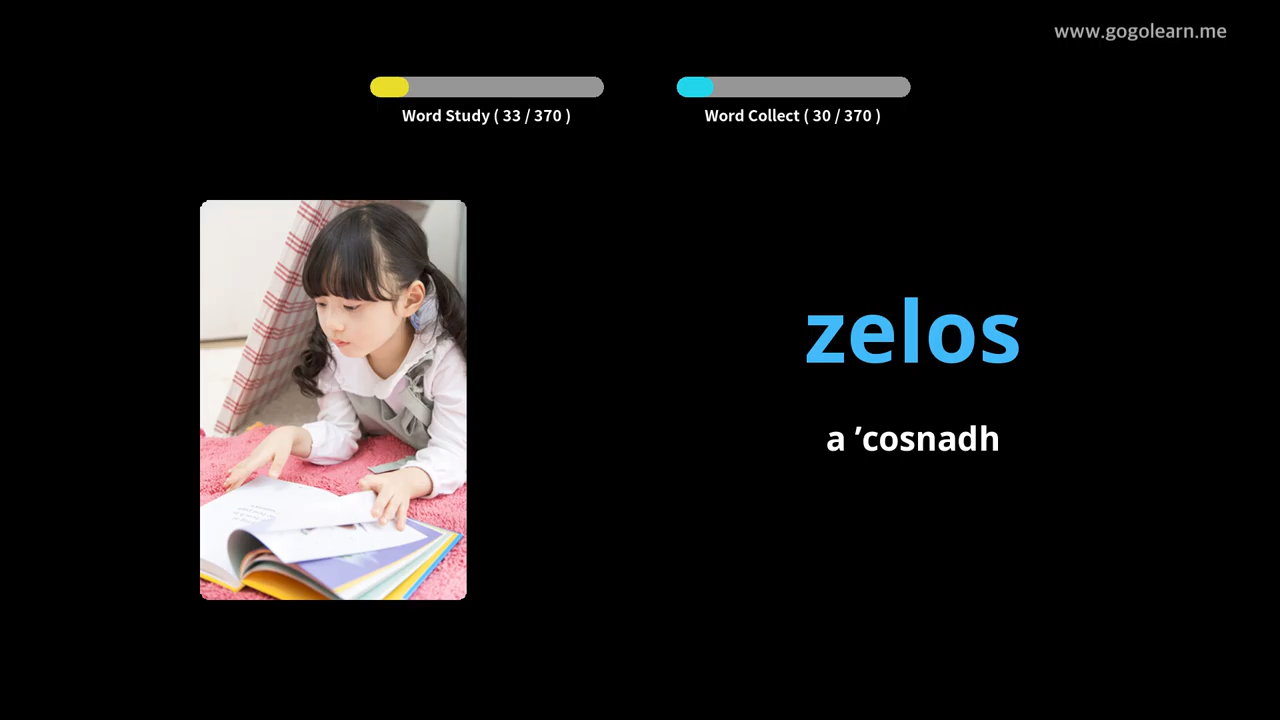 www.gogolearn.me
Word Study ( 33 / 370 )
Word Collect ( 30 / 370 )
zelos
a ’cosnadh